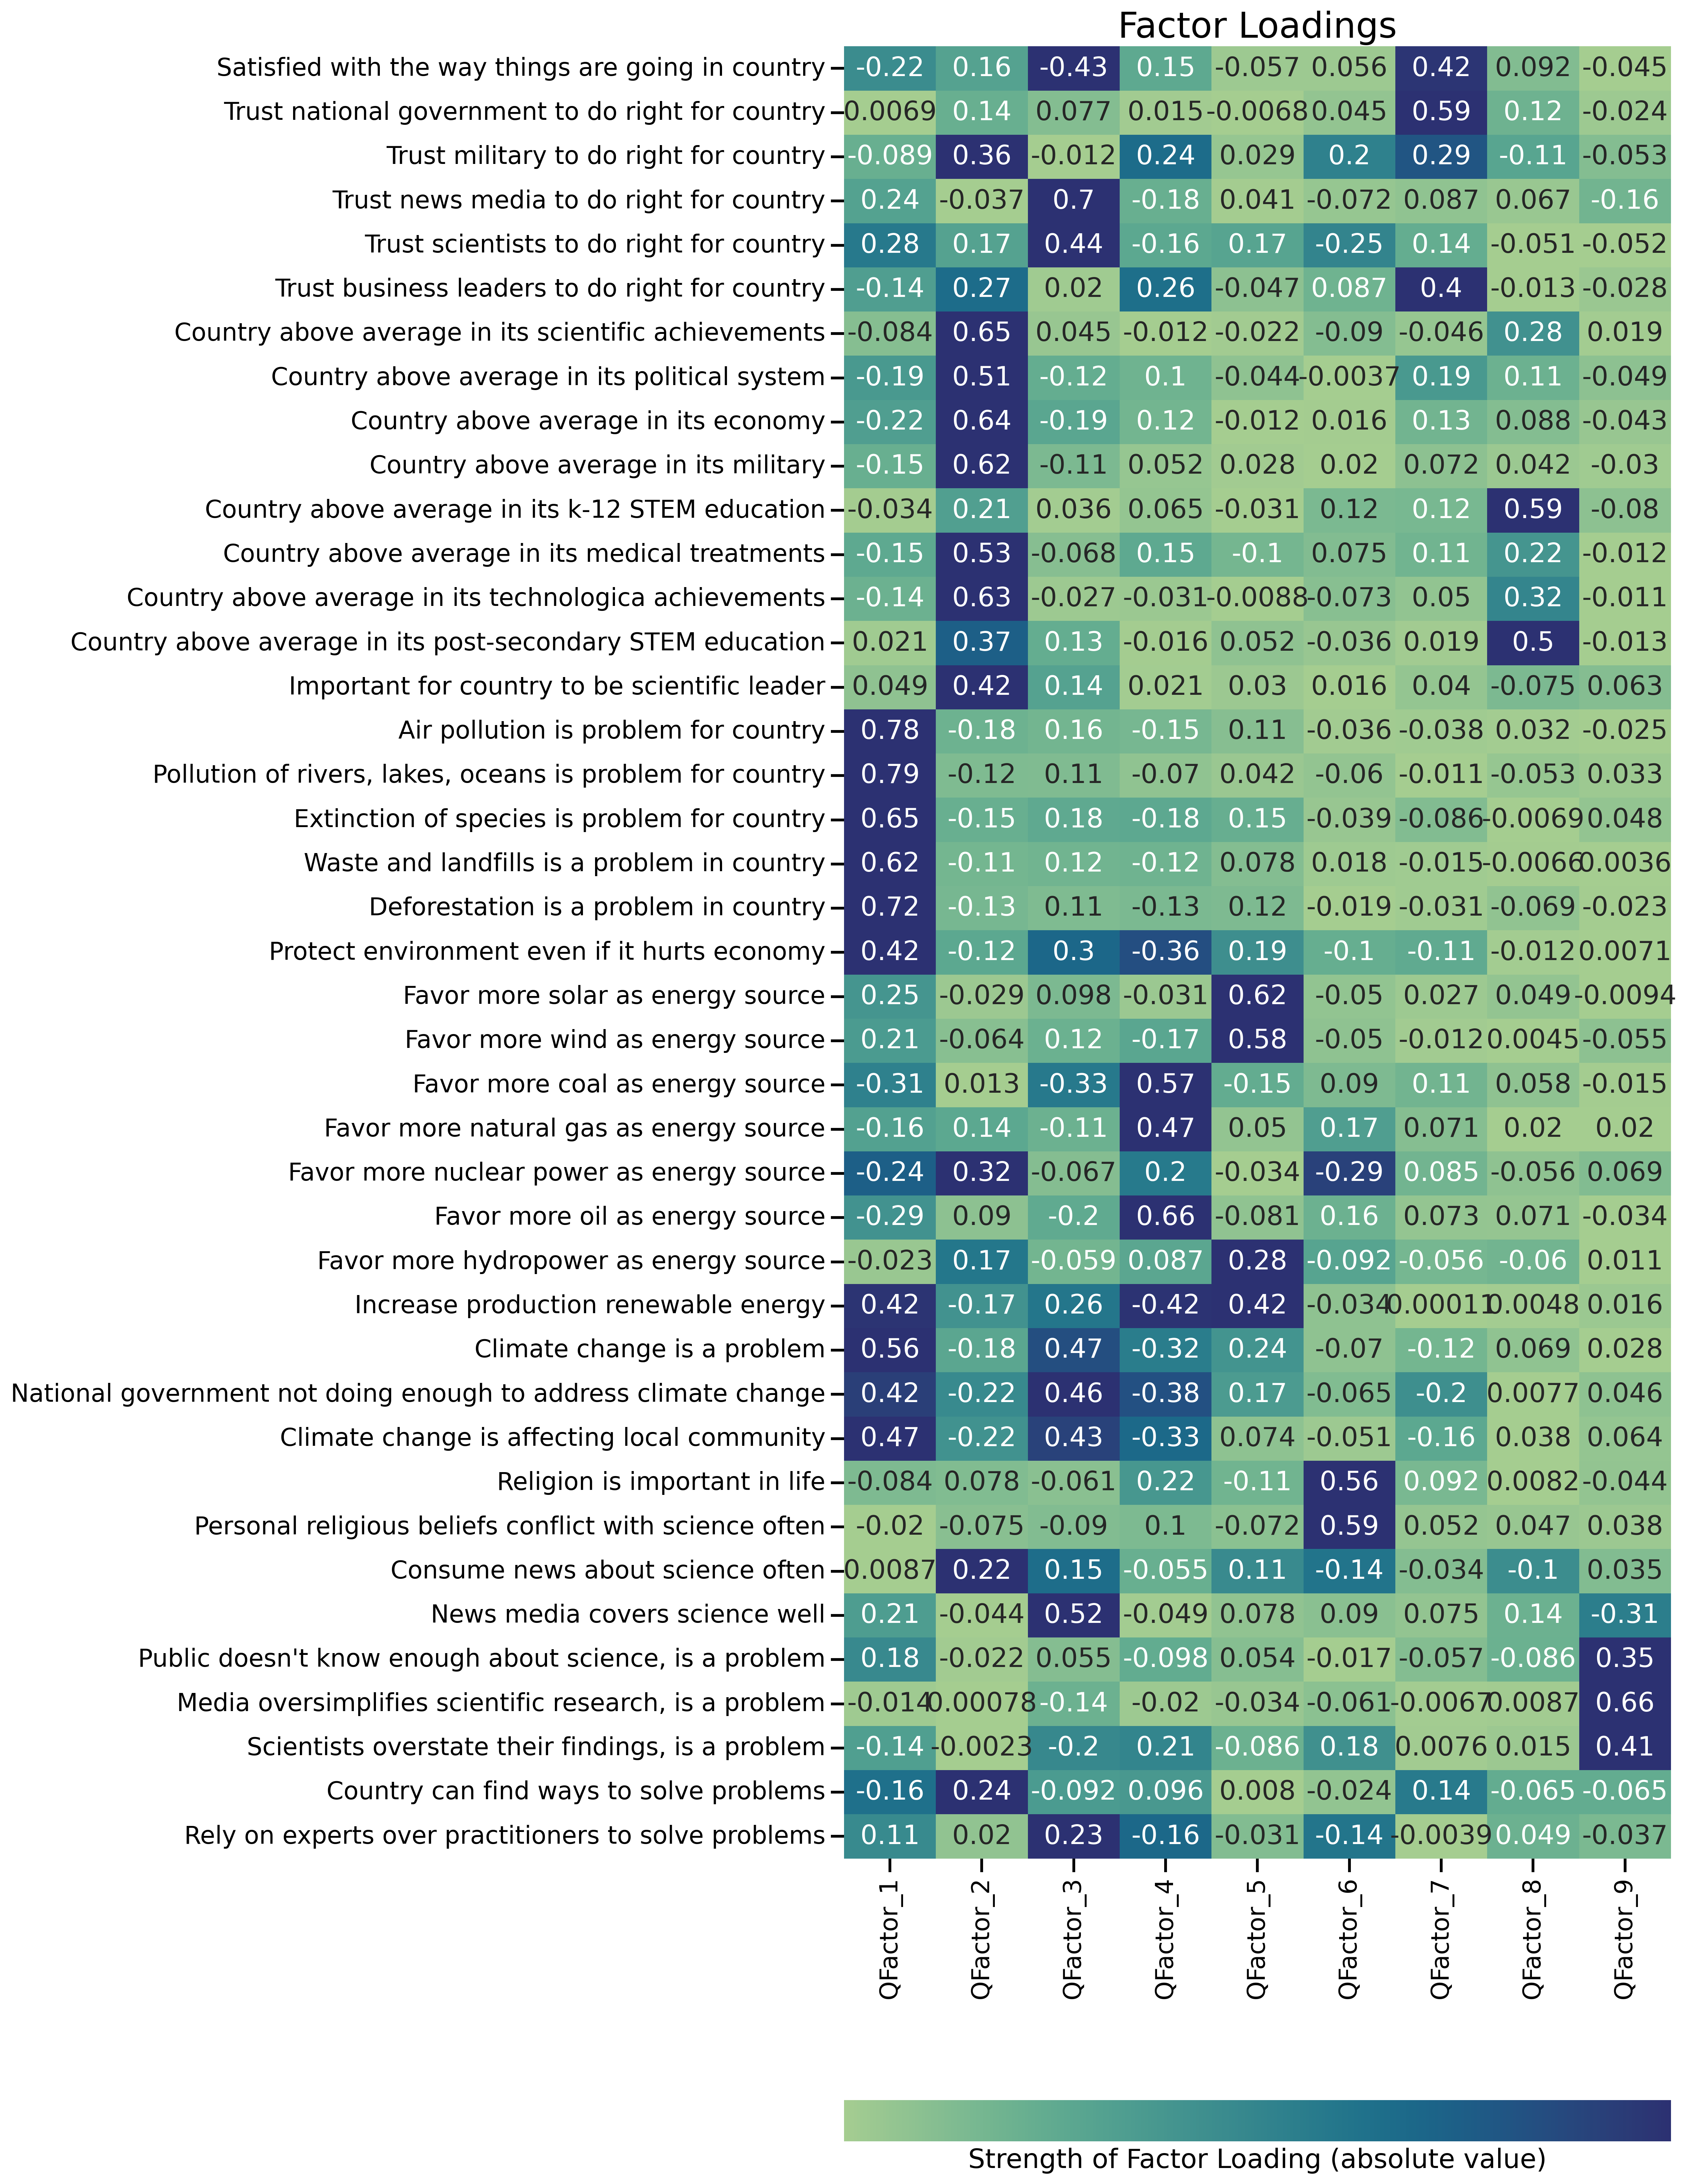 Factor Loadings
Satisfied with the way things are going in country -0.22 0.16 -0.43 0.15 -0.057 0.056 0.42 0.092 -0.045
Trust national government to do right for country 0.0069 0.14 0.077 0.015 -0.0068 0.045 0.59 0.12 -0.024
Trust military to do right for country -0.089 0.36 -0.012 0.24 0.029 0.2 0.29 -0.11 -0.053
Trust news media to do right for country 0.24 -0.037 0.7 -0.18 0.041 -0.072 0.087 0.067 -0.16
Trust scientists to do right for country 0.28 0.17 0.44 -0.16 0.17 -0.25 0.14 -0.051 -0.052
Trust business leaders to do right for country -0.14 0.27 0.02 0.26 -0.047 0.087 0.4 -0.013 -0.028
Country above average in its scientific achievements -0.084 0.65 0.045 -0.012 -0.022 -0.09 -0.046 0.28 0.019
Country above average in its political system -0.19 0.51 -0.12 0.1 -0.044 -0.0037 0.19 0.11 -0.049
Country above average in its economy -0.22 0.64 -0.19 0.12 -0.012 0.016 0.13 0.088 -0.043
Country above average in its military -0.15 0.62 -0.11 0.052 0.028 0.02 0.072 0.042 -0.03
Country above average in its k-12 STEM education -0.034 0.21 0.036 0.065 -0.031 0.12 0.12 0.59 -0.08
Country above average in its medical treatments -0.15 0.53 -0.068 0.15 -0.1 0.075 0.11 0.22 -0.012
Country above average in its technologica achievements -0.14 0.63 -0.027 -0.031 -0.0088 -0.073 0.05 0.32 -0.011
Country above average in its post-secondary STEM education 0.021 0.37 0.13 -0.016 0.052 -0.036 0.019 0.5 -0.013
Important for country to be scientific leader 0.049 0.42 0.14 0.021 0.03 0.016 0.04 -0.075 0.063
Air pollution is problem for country 0.78 -0.18 0.16 -0.15 0.11 -0.036 -0.038 0.032 -0.025
Pollution of rivers, lakes, oceans is problem for country 0.79 -0.12 0.11 -0.07 0.042 -0.06 -0.011 -0.053 0.033
Extinction of species is problem for country 0.65 -0.15 0.18 -0.18 0.15 -0.039 -0.086 -0.0069 0.048
Waste and landfills is a problem in country 0.62 -0.11 0.12 -0.12 0.078 0.018 -0.015 -0.0066 0.0036
Deforestation is a problem in country 0.72 -0.13 0.11 -0.13 0.12 -0.019 -0.031 -0.069 -0.023
Protect environment even if it hurts economy 0.42 -0.12 0.3 -0.36 0.19 -0.1 -0.11 -0.012 0.0071
Favor more solar as energy source 0.25 -0.029 0.098 -0.031 0.62 -0.05 0.027 0.049 -0.0094
Favor more wind as energy source 0.21 -0.064 0.12 -0.17 0.58 -0.05 -0.012 0.0045 -0.055
Favor more coal as energy source -0.31 0.013 -0.33 0.57 -0.15 0.09 0.11 0.058 -0.015
Favor more natural gas as energy source -0.16 0.14 -0.11 0.47 0.05 0.17 0.071 0.02 0.02
Favor more nuclear power as energy source -0.24 0.32 -0.067 0.2 -0.034 -0.29 0.085 -0.056 0.069
Favor more oil as energy source -0.29 0.09 -0.2 0.66 -0.081 0.16 0.073 0.071 -0.034
Favor more hydropower as energy source -0.023 0.17 -0.059 0.087 0.28 -0.092 -0.056 -0.06 0.011
Increase production renewable energy 0.42 -0.17 0.26 -0.42 0.42 -0.034 0.00011 0.0048 0.016
Climate change is a problem 0.56 -0.18 0.47 -0.32 0.24 -0.07 -0.12 0.069 0.028
National government not doing enough to address climate change 0.42 -0.22 0.46 -0.38 0.17 -0.065 -0.2 0.0077 0.046
Climate change is affecting local community 0.47 -0.22 0.43 -0.33 0.074 -0.051 -0.16 0.038 0.064
Religion is important in life -0.084 0.078 -0.061 0.22 -0.11 0.56 0.092 0.0082 -0.044
Personal religious beliefs conflict with science often -0.02 -0.075 -0.09 0.1 -0.072 0.59 0.052 0.047 0.038
Consume news about science often 0.0087 0.22 0.15 -0.055 0.11 -0.14 -0.034 -0.1 0.035
News media covers science well 0.21 -0.044 0.52 -0.049 0.078 0.09 0.075 0.14 -0.31
Public doesn't know enough about science, is a problem 0.18 -0.022 0.055 -0.098 0.054 -0.017 -0.057 -0.086 0.35
Media oversimplifies scientific research, is a problem -0.014 0.00078 -0.14 -0.02 -0.034 -0.061 -0.0067 0.0087 0.66
Scientists overstate their findings, is a problem -0.14 -0.0023 -0.2 0.21 -0.086 0.18 0.0076 0.015 0.41
Country can find ways to solve problems -0.16 0.24 -0.092 0.096 0.008 -0.024 0.14 -0.065 -0.065
Rely on experts over practitioners to solve problems 0.11 0.02 0.23 -0.16 -0.031 -0.14 -0.0039 0.049 -0.037
QFactor_1 QFactor_2 QFactor_3 QFactor_4 QFactor_5 QFactor_6 QFactor_7 QFactor_8 QFactor_9
Strength of Factor Loading (absolute value)